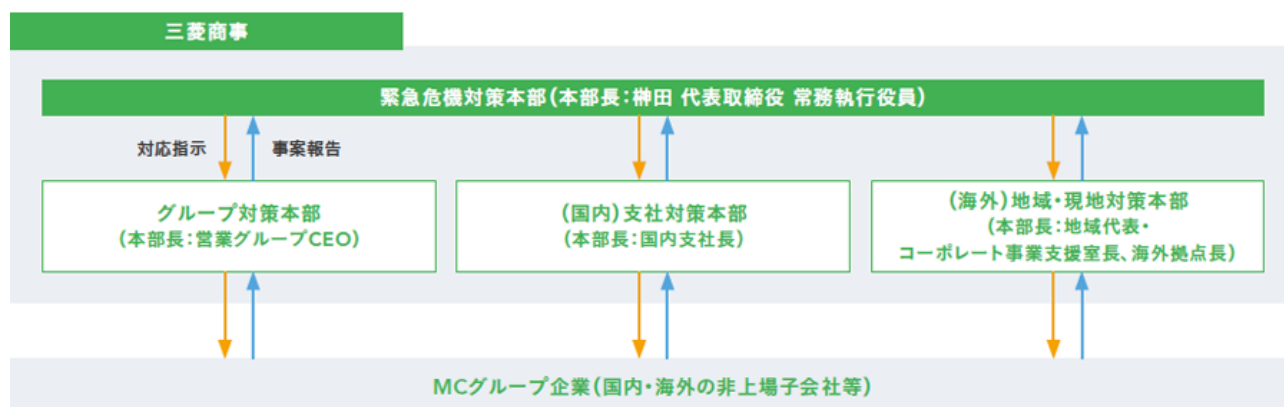 三菱商事
緊急危機対策本部(本部長:榊田 代表取締役 常務執行役員)
対応指示
事案報告
グループ対策本部
(本部長:営業グループCEO)
(国内)支社対策本部
(本部長:国内支社長)
(海外)地域・現地対策本部
(本部長:地域代表・
コーポレート事業支援室長、海外拠点長)
MCグループ企業(国内・海外の非上場子会社等)